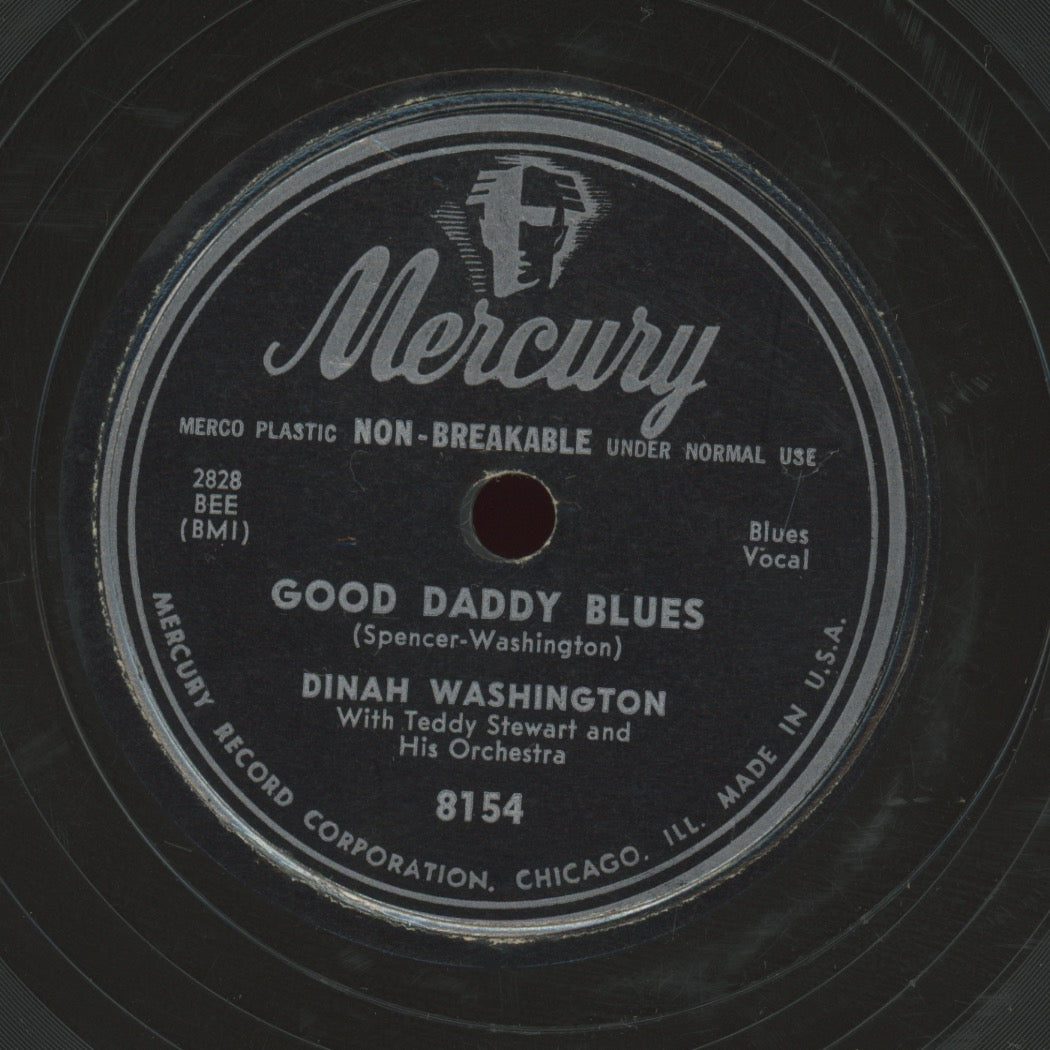 Mercury
MERCO PLASTIC NON-BREAKABLE UNDER NORMAL USE
2828
BEE
(BMI)
Blues
Vocal
GOOD DADDY BLUES
(Spencer-Washington)
DINAH WASHINGTON
With Teddy Stewart and
His Orchestra
8154
MERCURY RECORD CORPORATION. CHICAGO. ILL. MADE IN U.S.A.